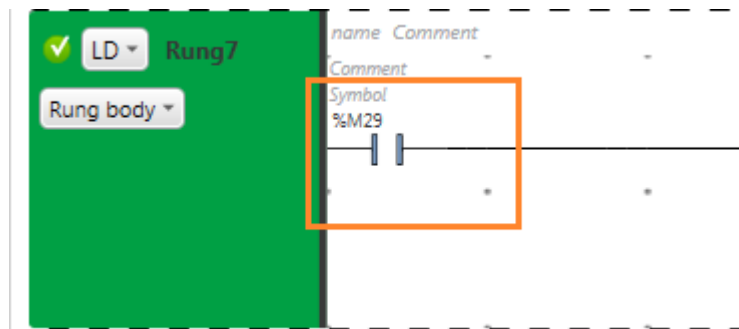 LD Rung7
Rung body
name Comment
Comment
Symbol
%M29